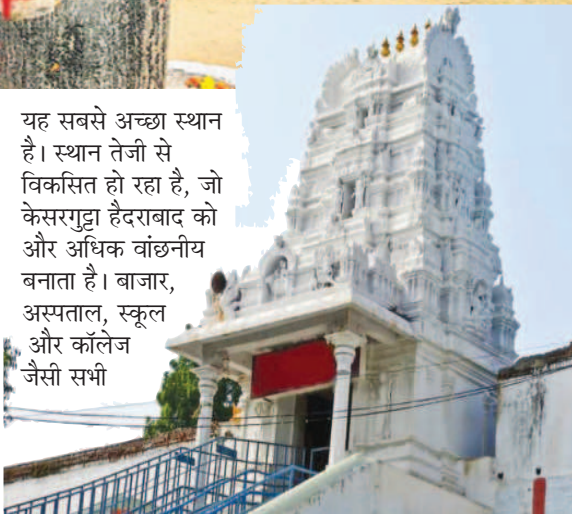 यह सबसे अच्छा स्थान
है। स्थान तेजी से
विकसित हो रहा है, जो
केसरगुट्टा हैदराबाद को
और अधिक वांछनीय
बनाता है। बाजार,
अस्पताल, स्कूल
और कॉलेज
जैसी सभी